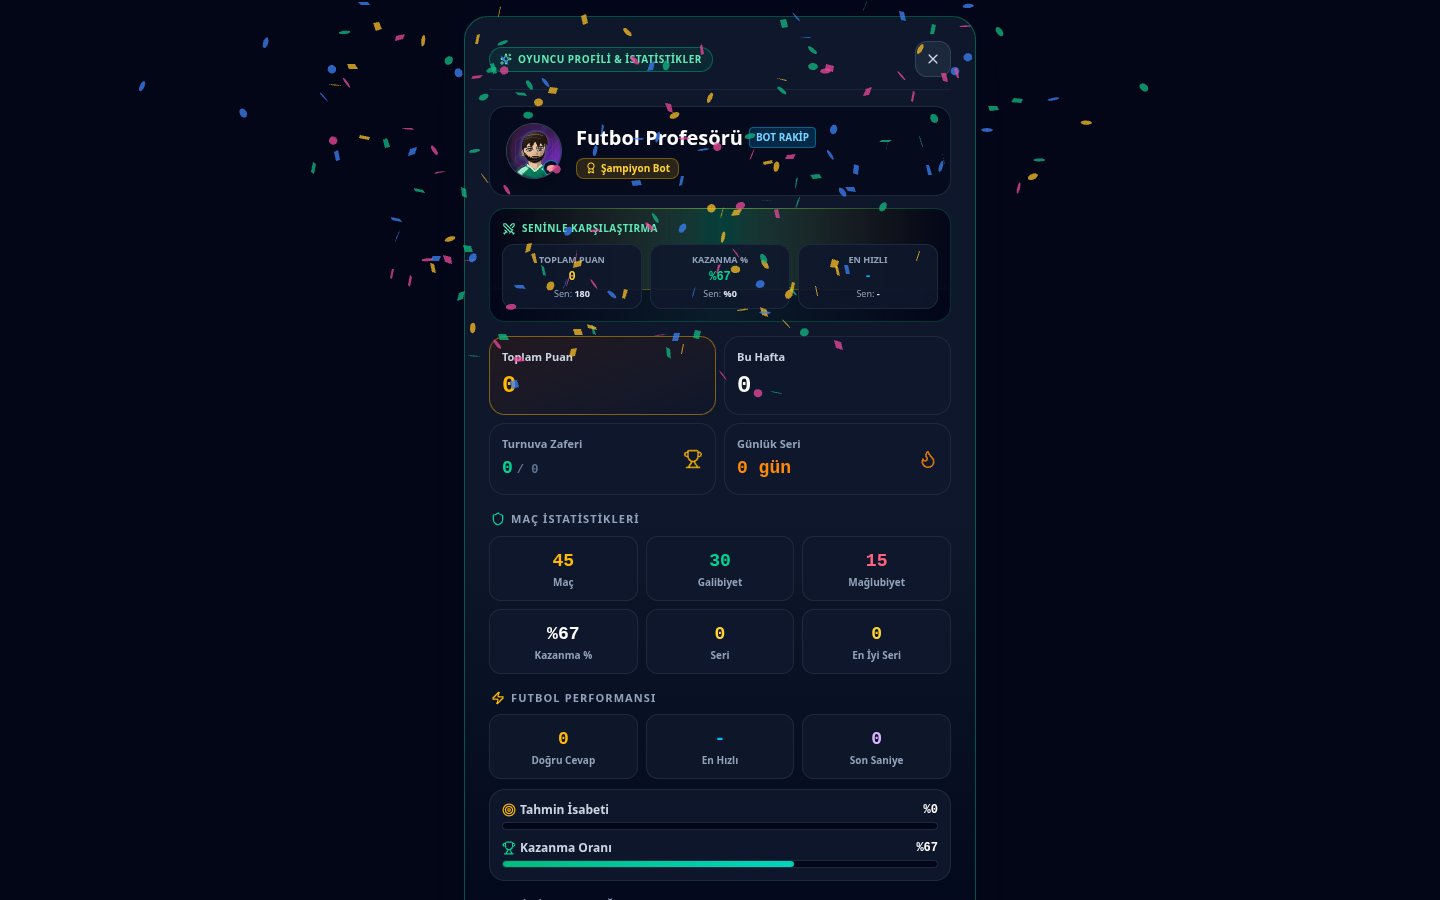 OYUNCU PROFİLİ & İSTATİSTİKLER
Futbol Profesörü BOT RAKİP
Şampiyon Bot
SENİNLE KARŞILAŞTIRMA
TOPLAM PUAN
0
Sen: 180
KAZANMA %
%67
Sen: %0
EN HIZLI
-
Sen: -
Toplam Puan
0
Bu Hafta
0
Turnuva Zaferi
0 / 0
Günlük Seri
0 gün
MAÇ İSTATİSTİKLERİ
45
Maç
30
Galibiyet
15
Mağlubiyet
%67
Kazanma %
0
Seri
0
En İyi Seri
FUTBOL PERFORMANSI
0
Doğru Cevap
-
En Hızlı
0
Son Saniye
Tahmin İsabeti %0
Kazanma Oranı %67